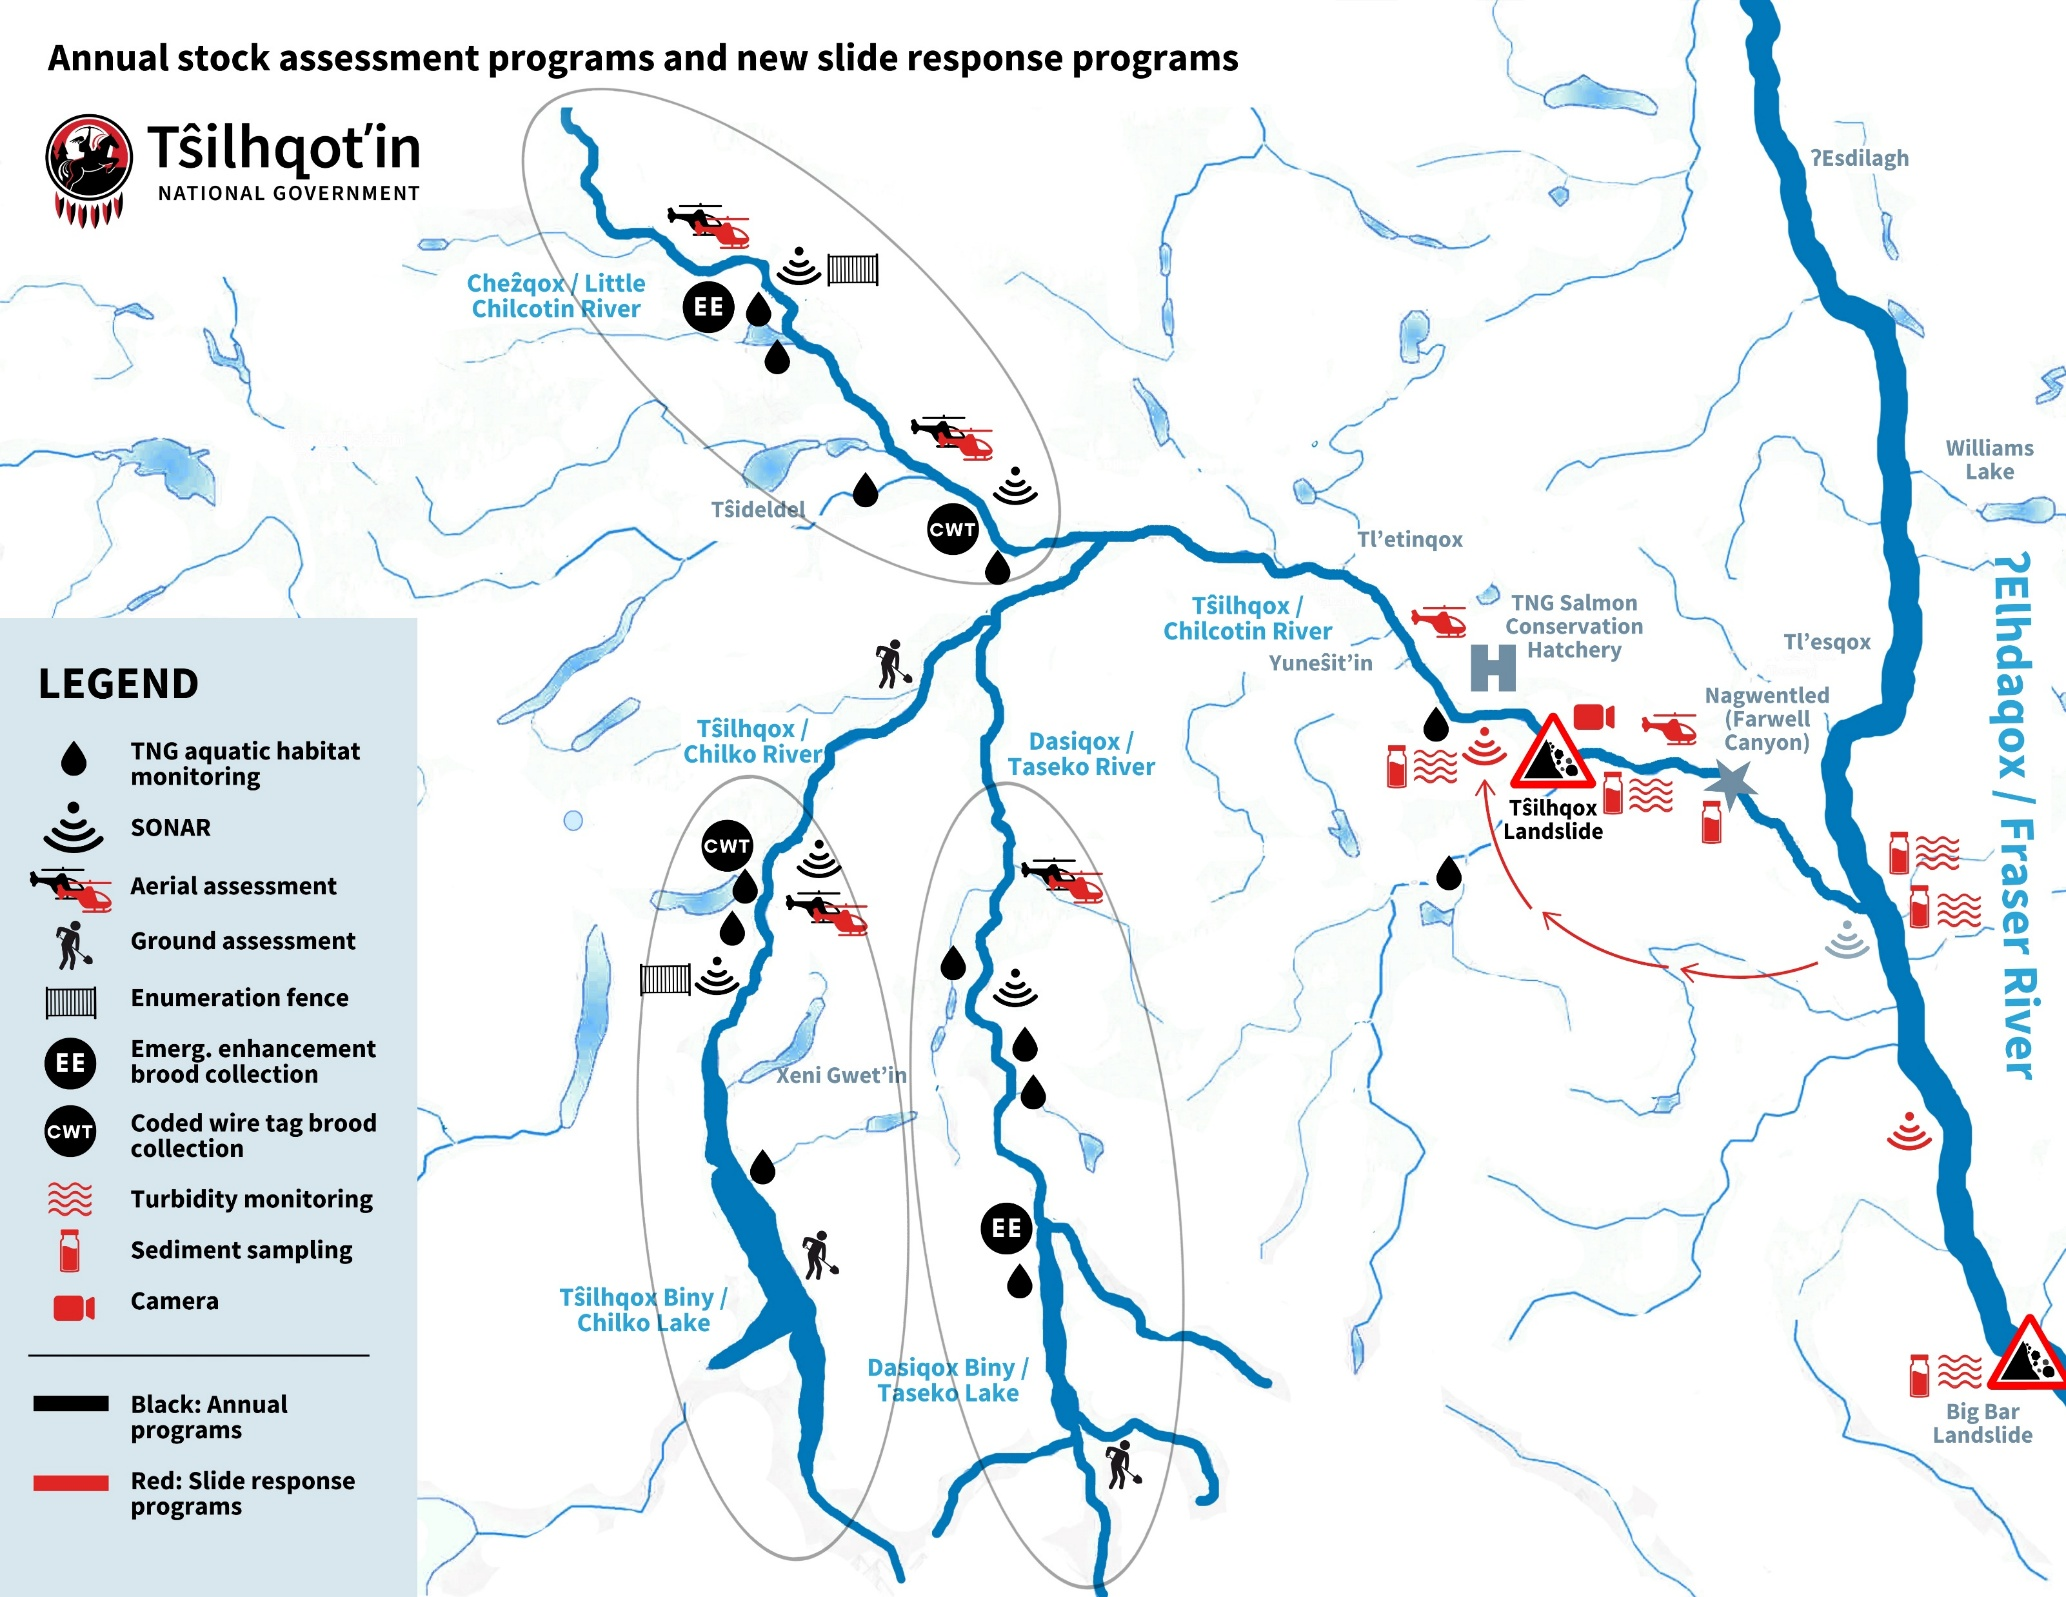 Annual stock assessment programs and new slide response programs
Tŝilhqot'in
NATIONAL GOVERNMENT
Cheẑqox / Little
Chilcotin River
EE
Tŝideldel
CWT
ʔEsdilagh
Williams
Lake
Tl'etinqox
Tŝilhqox /
Chilcotin River
Yuneŝit'in
TNG Salmon
Conservation
Hatchery
H
Tl'esqox
Nagwentled
(Farwell
Canyon)
ʔElhdaqox / Fraser River
Tŝilhqox
Landslide
Tŝilhqox /
Chilko River
Dasiqox /
Taseko River
CWT
Xeni Gwet'in
EE
Tŝilhqox Biny /
Chilko Lake
Dasiqox Biny /
Taseko Lake
Big Bar
Landslide
LEGEND
TNG aquatic habitat
monitoring
SONAR
Aerial assessment
Ground assessment
Enumeration fence
EE
Emerg. enhancement
brood collection
CWT
Coded wire tag brood
collection
Turbidity monitoring
Sediment sampling
Camera
Black: Annual
programs
Red: Slide response
programs